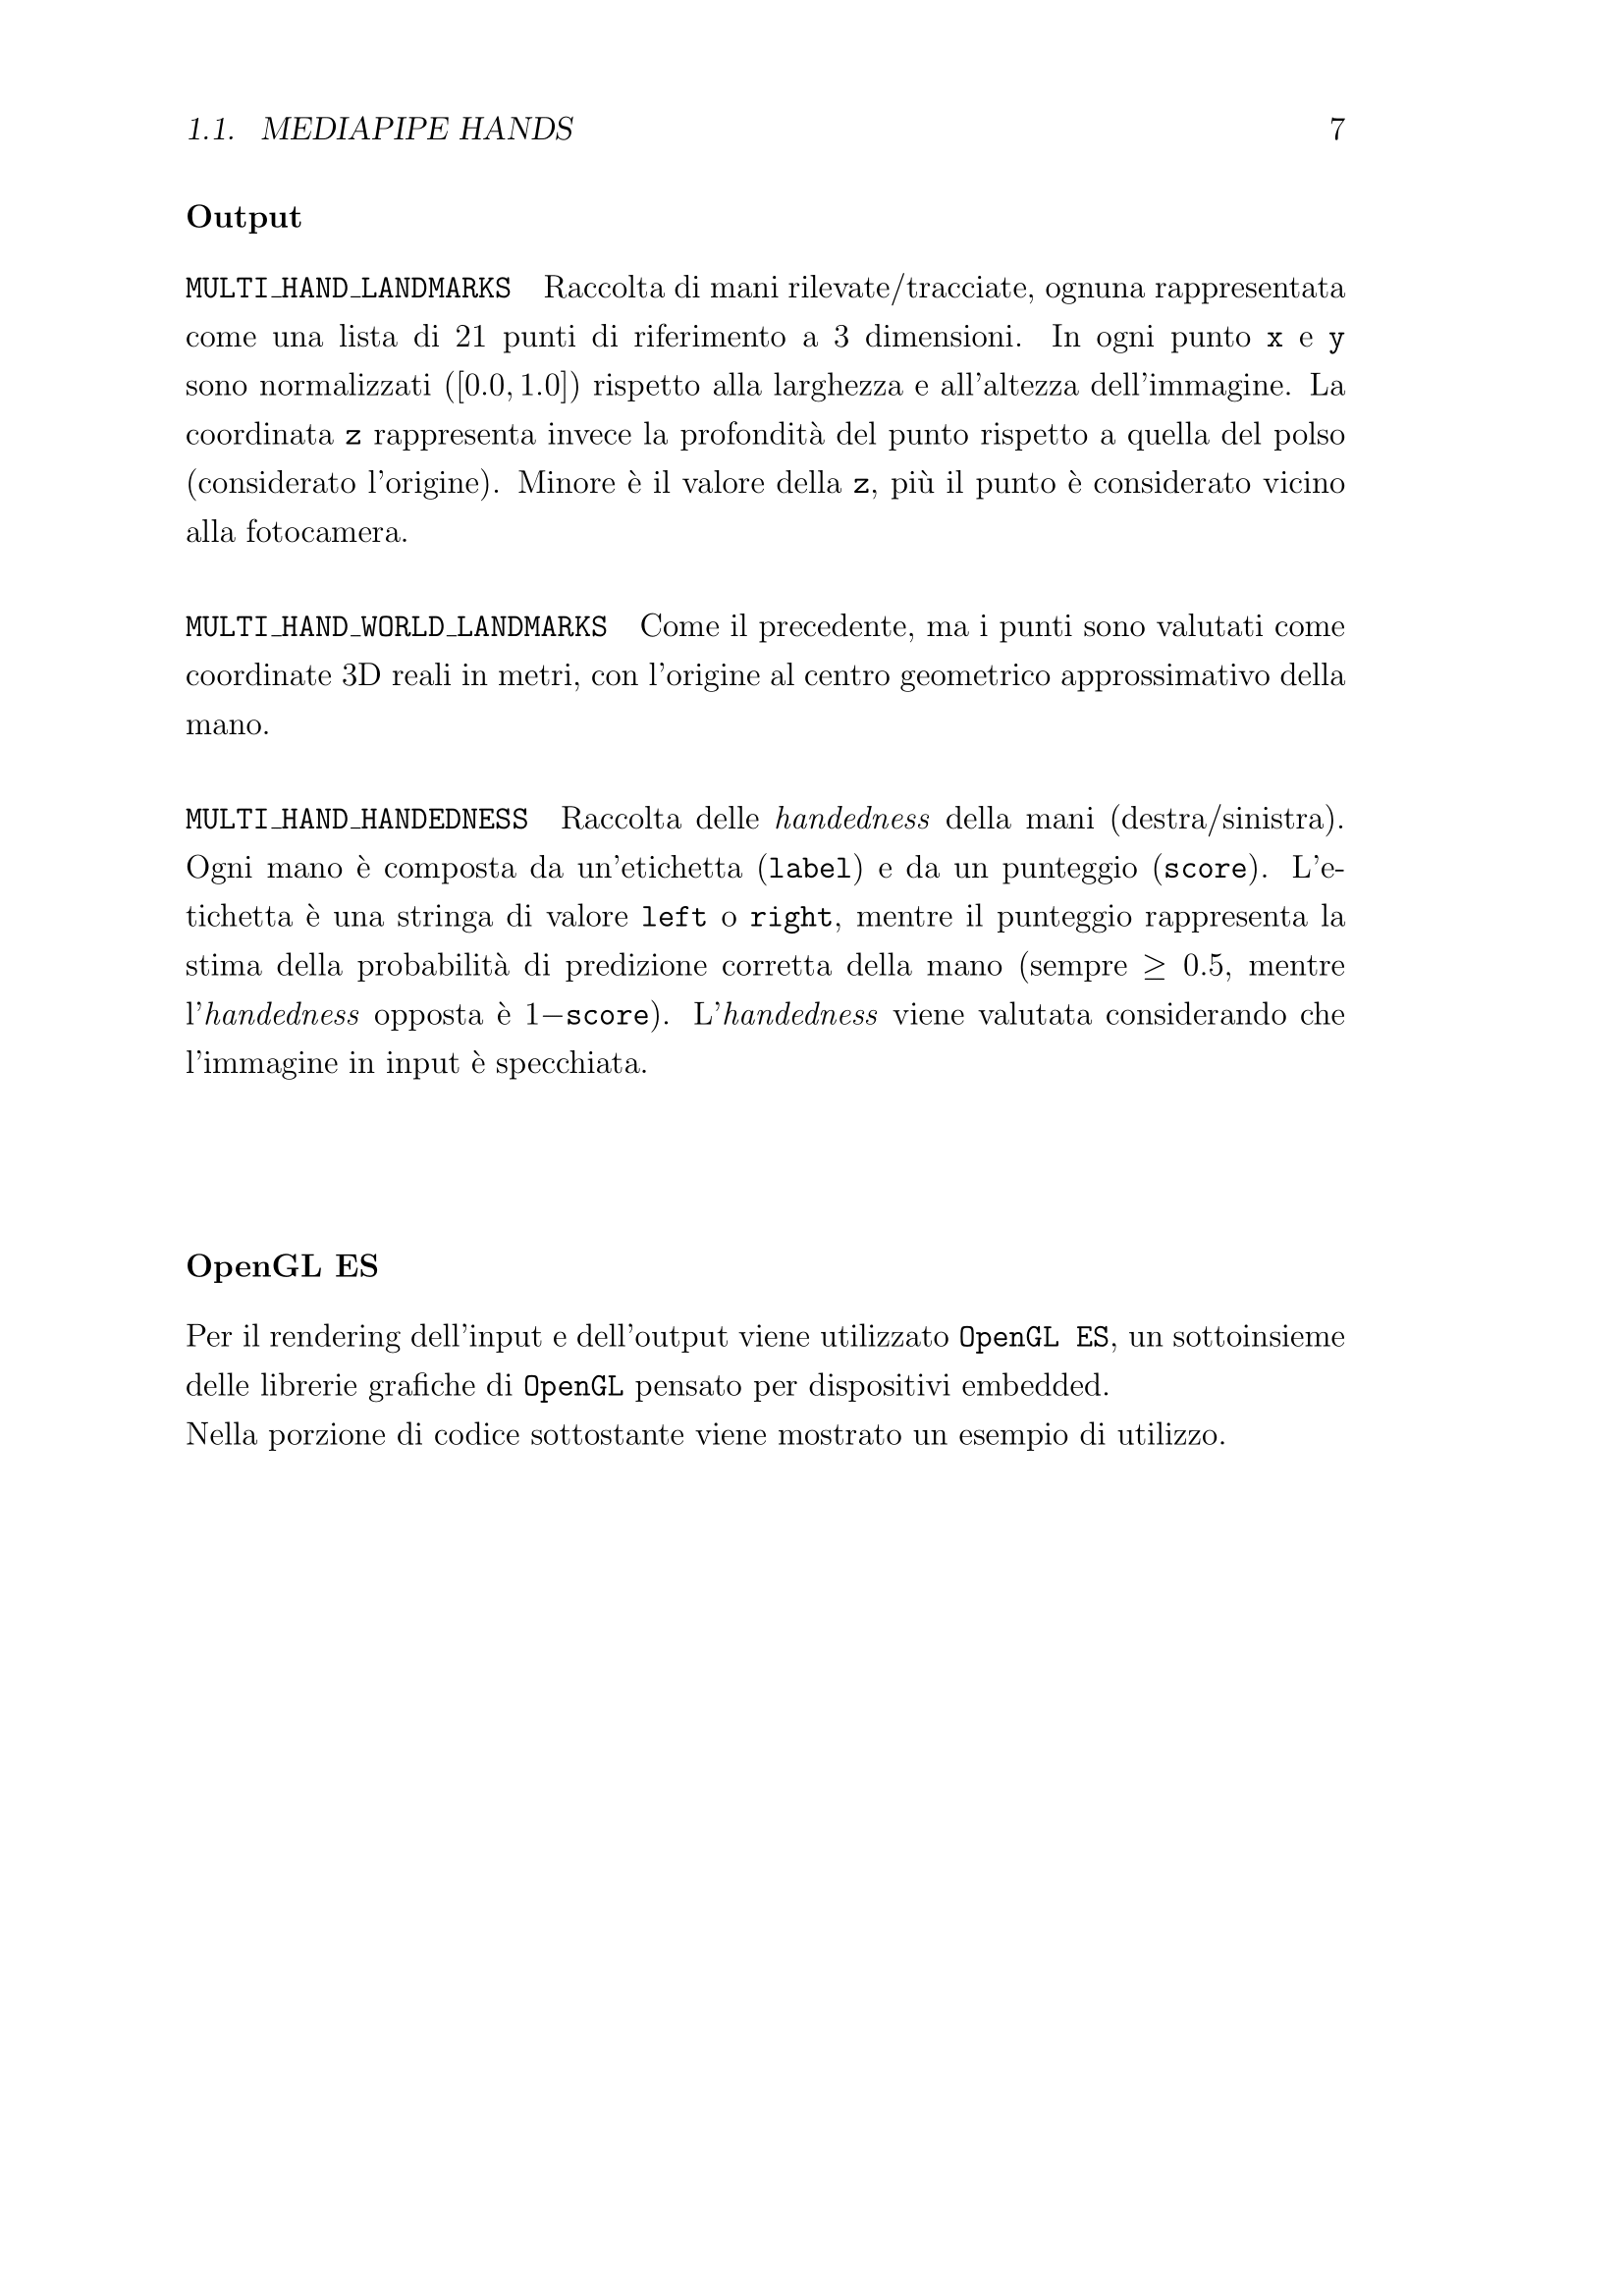 1.1. MEDIAPIPE HANDS 7
Output
MULTI_HAND_LANDMARKS Raccolta di mani rilevate/tracciate, ognuna rappresentata
come una lista di 21 punti di riferimento a 3 dimensioni. In ogni punto x e y
sono normalizzati ([0.0, 1.0]) rispetto alla larghezza e all'altezza dell'immagine. La
coordinata z rappresenta invece la profondità del punto rispetto a quella del polso
(considerato l'origine). Minore è il valore della z, più il punto è considerato vicino
alla fotocamera.
MULTI_HAND_WORLD_LANDMARKS Come il precedente, ma i punti sono valutati come
coordinate 3D reali in metri, con l'origine al centro geometrico approssimativo della
mano.
MULTI_HAND_HANDEDNESS Raccolta delle handedness della mani (destra/sinistra).
Ogni mano è composta da un'etichetta (label) e da un punteggio (score). L'e-
tichetta è una stringa di valore left o right, mentre il punteggio rappresenta la
stima della probabilità di predizione corretta della mano (sempre ≥ 0.5, mentre
l'handedness opposta è 1−score). L'handedness viene valutata considerando che
l'immagine in input è specchiata.
OpenGL ES
Per il rendering dell'input e dell'output viene utilizzato OpenGL ES, un sottoinsieme
delle librerie grafiche di OpenGL pensato per dispositivi embedded.
Nella porzione di codice sottostante viene mostrato un esempio di utilizzo.